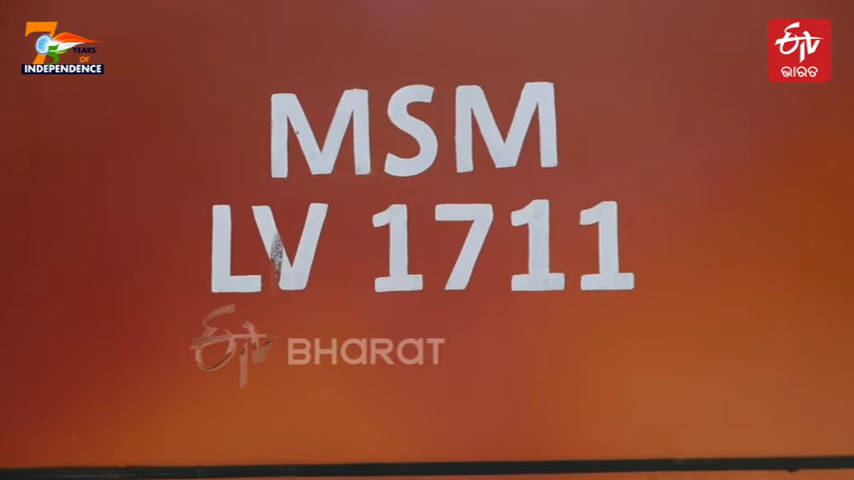 75
YEARS
OF
INDEPENDENCE
ETV
ଭାରତ
MSM
LV 1711
ETV BHARAT